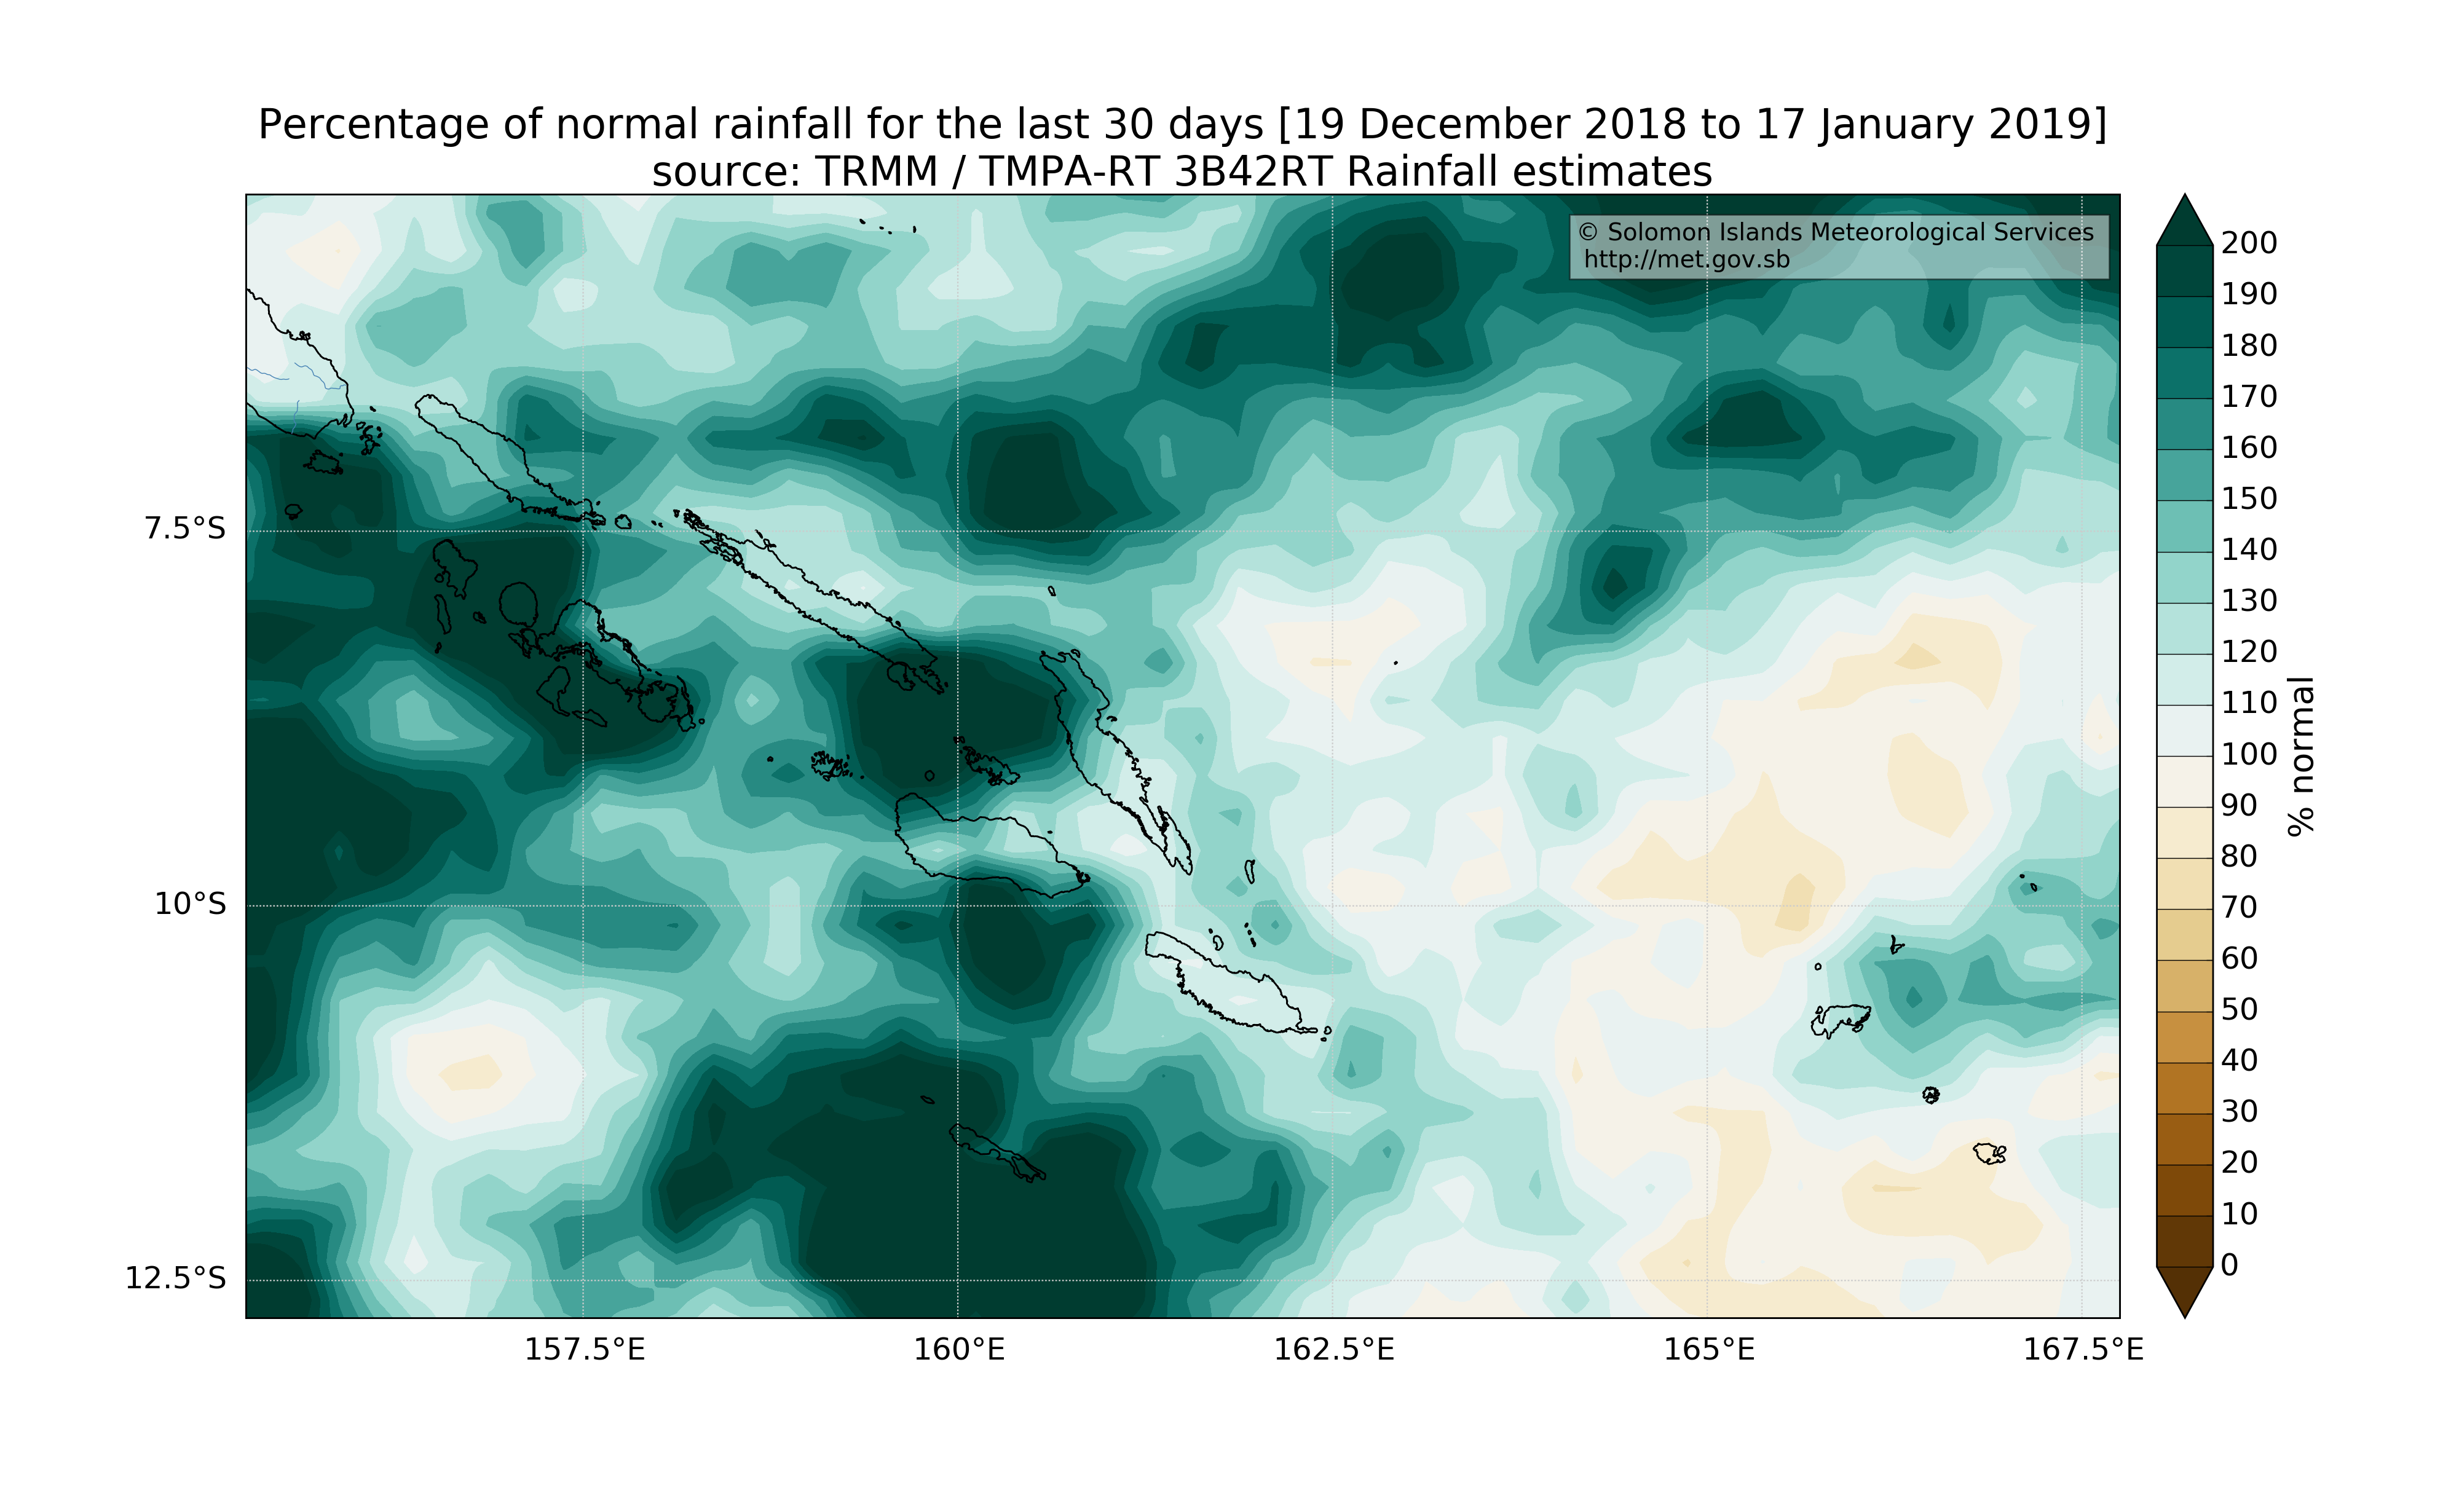 Percentage of normal rainfall for the last 30 days [19 December 2018 to 17 January 2019]
source: TRMM / TMPA-RT 3B42RT Rainfall estimates
© Solomon Islands Meteorological Services
http://met.gov.sb
7.5°S
10°S
12.5°S
157.5°E
160°E
162.5°E
165°E
167.5°E
200
190
180
170
160
150
140
130
120
110
100
90
80
70
60
50
40
30
20
10
0
% normal